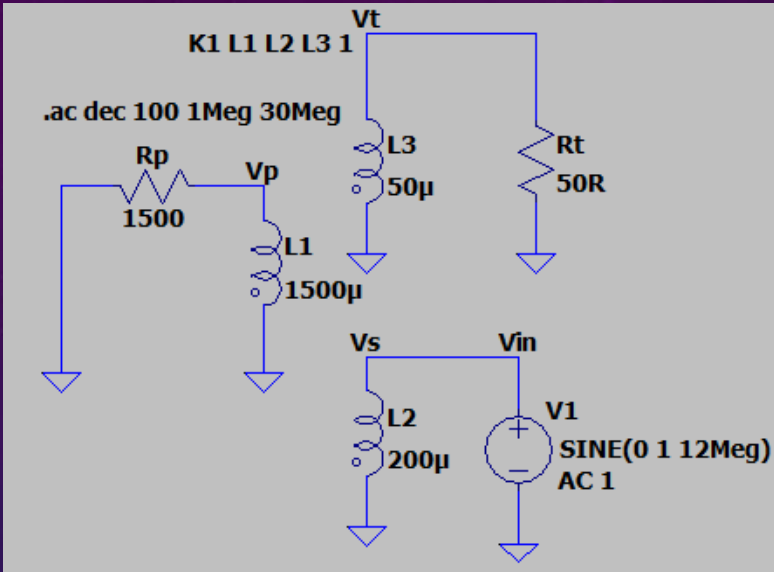 Vt
K1 L1 L2 L3 1
.ac dec 100 1Meg 30Meg
Rp
Vp
1500
L3
50µ
Rt
50R
L1
1500µ
Vs
Vin
L2
200µ
V1
SINE(0 1 12Meg)
AC 1